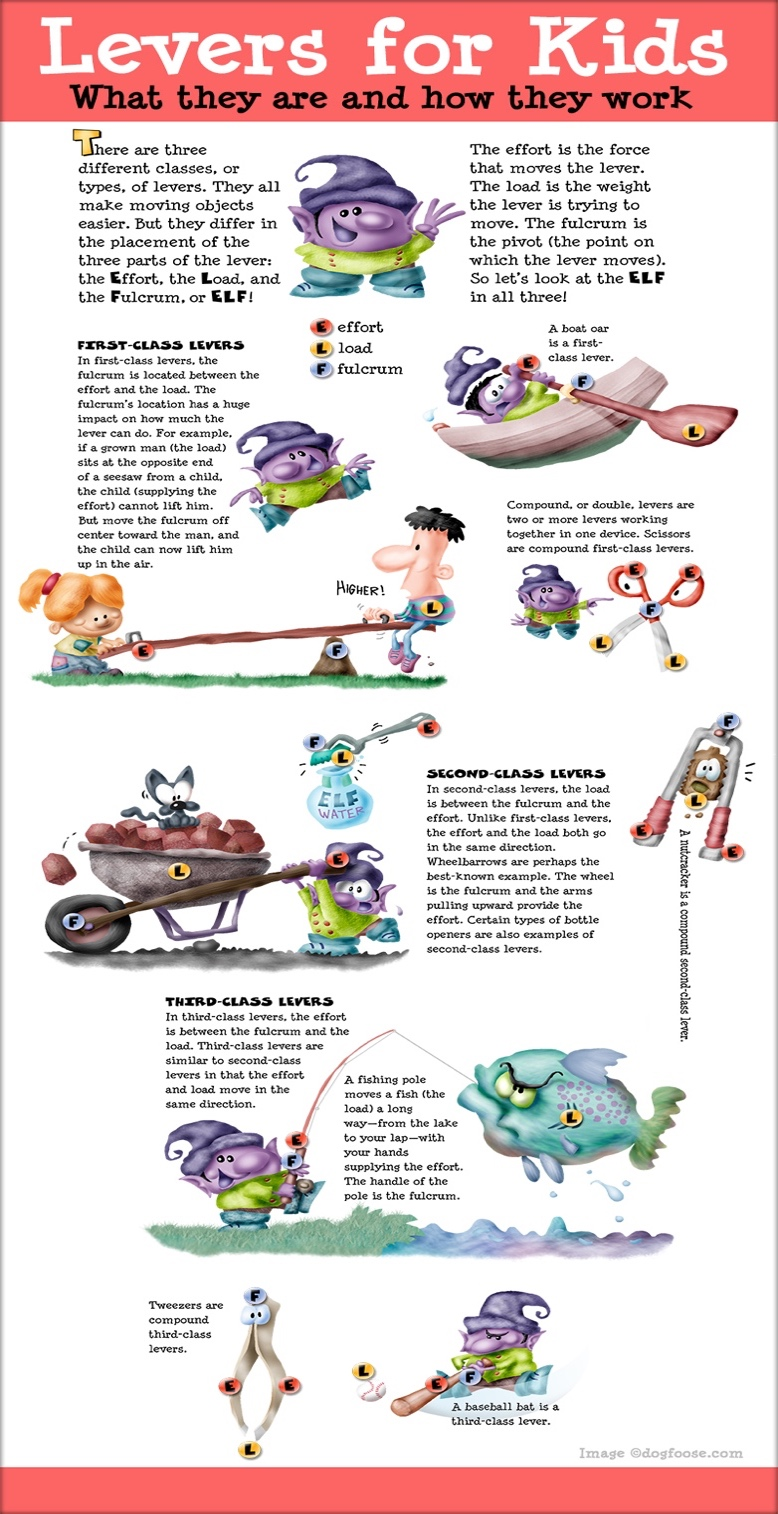 Levers for Kids
What they are and how they work
There are three
different classes, or
types, of levers. They all
make moving objects
easier. But they differ in
the placement of the
three parts of the lever:
the Effort, the Load, and
the Fulcrum, or ELF!
The effort is the force
that moves the lever.
The load is the weight
the lever is trying to
move. The fulcrum is
the pivot (the point on
which the lever moves).
So let's look at the ELF
in all three!
E effort
L load
F fulcrum
FIRST-CLASS LEVERS
In first-class levers, the
fulcrum is located between the
effort and the load. The
fulcrum's location has a huge
impact on how much the
lever can do. For example,
if a grown man (the load)
sits at the opposite end
of a seesaw from a child,
the child (supplying the
effort) cannot lift him.
But move the fulcrum off
center toward the man, and
the child can now lift him
up in the air.
A boat oar
is a first-
class lever.
E
F
L
HIGHER!
L
E
F
Compound, or double, levers are
two or more levers working
together in one device. Scissors
are compound first-class levers.
E
E
F
L
L
F
E
L
ELF
WATER
L
E
F
SECOND-CLASS LEVERS
In second-class levers, the load
is between the fulcrum and the
effort. Unlike first-class levers,
the effort and the load both go
in the same direction.
Wheelbarrows are perhaps the
best-known example. The wheel
is the fulcrum and the arms
pulling upward provide the
effort. Certain types of bottle
openers are also examples of
second-class levers.
F
L
E
E
A nutcracker is a compound second-class lever.
THIRD-CLASS LEVERS
In third-class levers, the effort
is between the fulcrum and the
load. Third-class levers are
similar to second-class
levers in that the effort
and load move in the
same direction.
A fishing pole
moves a fish (the
load) a long
way—from the lake
to your lap—with
your hands
supplying the effort.
The handle of the
pole is the fulcrum.
E
F
L
Tweezers are
compound
third-class
levers.
F
E
E
L
L
E
F
A baseball bat is a
third-class lever.
Image ©dogfoose.com